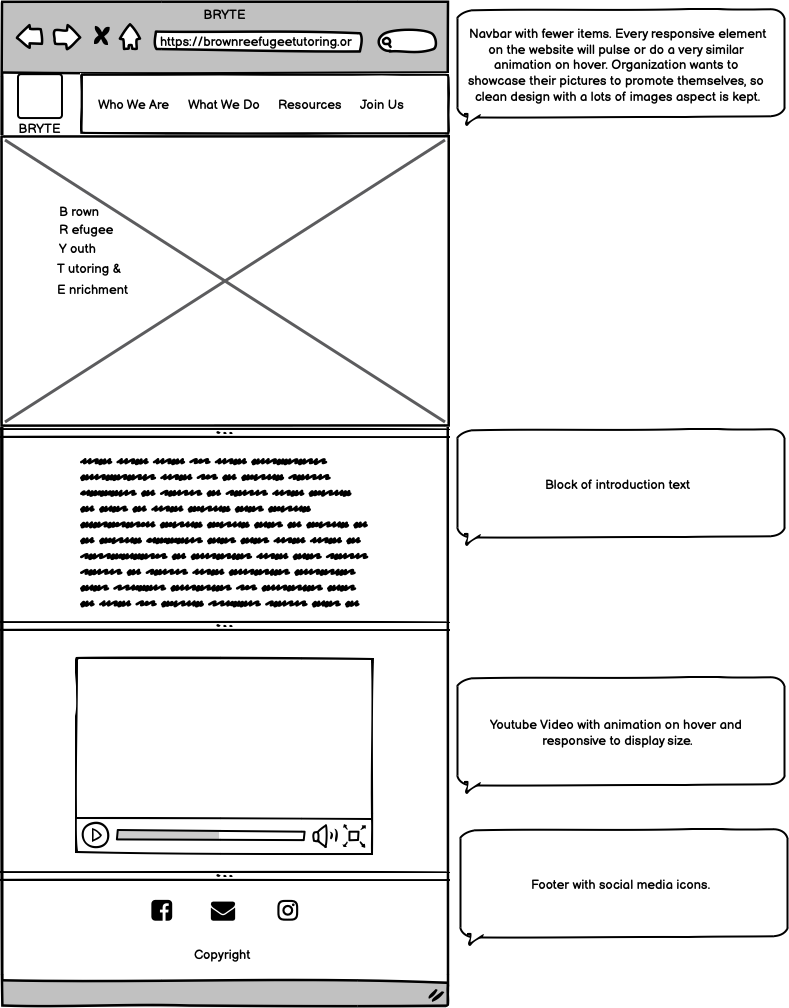 BRYTE
https://brownreefugeetutoring.or
BRYTE
Who We Are What We Do Resources Join Us
B rown
R efugee
Y outh
T utoring &
E nrichment
Navbar with fewer items. Every responsive element
on the website will pulse or do a very similar
animation on hover. Organization wants to
showcase their pictures to promote themselves, so
clean design with a lots of images aspect is kept.
Block of introduction text
Youtube Video with animation on hover and
responsive to display size.
Copyright
Footer with social media icons.